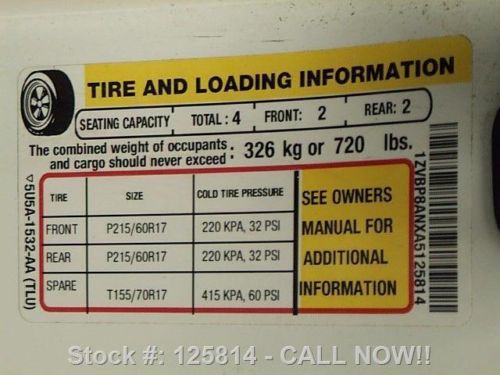 TIRE AND LOADING INFORMATION
SEATING CAPACITY TOTAL : 4 FRONT: 2 REAR: 2
The combined weight of occupants
and cargo should never exceed : 326 kg or 720 lbs.
TIRE SIZE COLD TIRE PRESSURE
FRONT P215/60R17 220 KPA, 32 PSI
REAR P215/60R17 220 KPA, 32 PSI
SPARE T155/70R17 415 KPA, 60 PSI
SEE OWNERS
MANUAL FOR
ADDITIONAL
INFORMATION
5U5A-1532-AA (TLU)
1ZVBP8ANXA5125814
Stock #: 125814 - CALL NOW!!